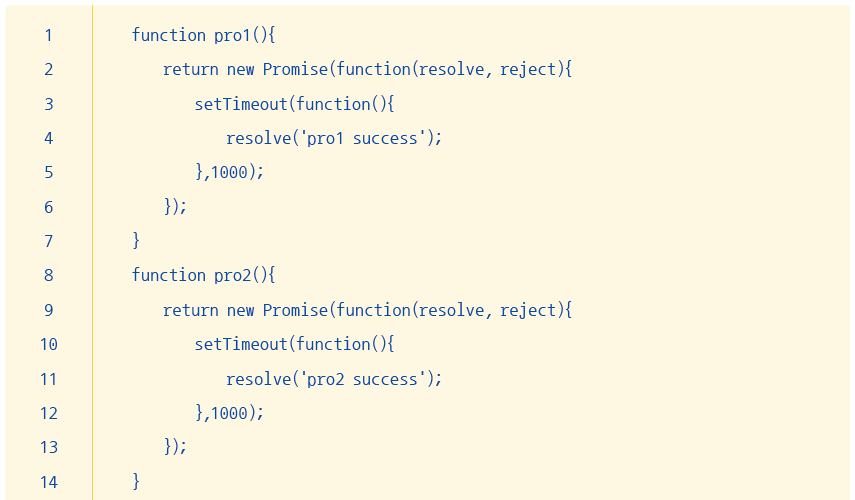 1 function pro1(){
2 return new Promise(function(resolve, reject){
3 setTimeout(function(){
4 resolve('pro1 success');
5 },1000);
6 });
7 }
8 function pro2(){
9 return new Promise(function(resolve, reject){
10 setTimeout(function(){
11 resolve('pro2 success');
12 },1000);
13 });
14 }